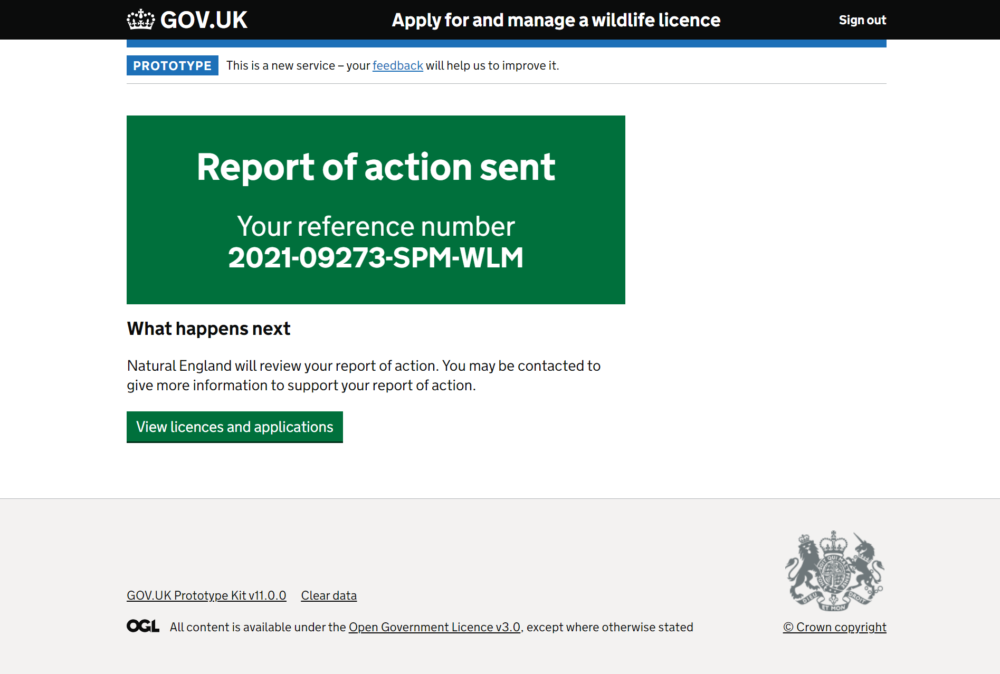 GOV.UK
Apply for and manage a wildlife licence
Sign out
PROTOTYPE
This is a new service – your feedback will help us to improve it.
Report of action sent
Your reference number
2021-09273-SPM-WLM
What happens next
Natural England will review your report of action. You may be contacted to
give more information to support your report of action.
View licences and applications
GOV.UK Prototype Kit v11.0.0
Clear data
DIEU ET MON DROIT
OGL
All content is available under the Open Government Licence v3.0, except where otherwise stated
© Crown copyright